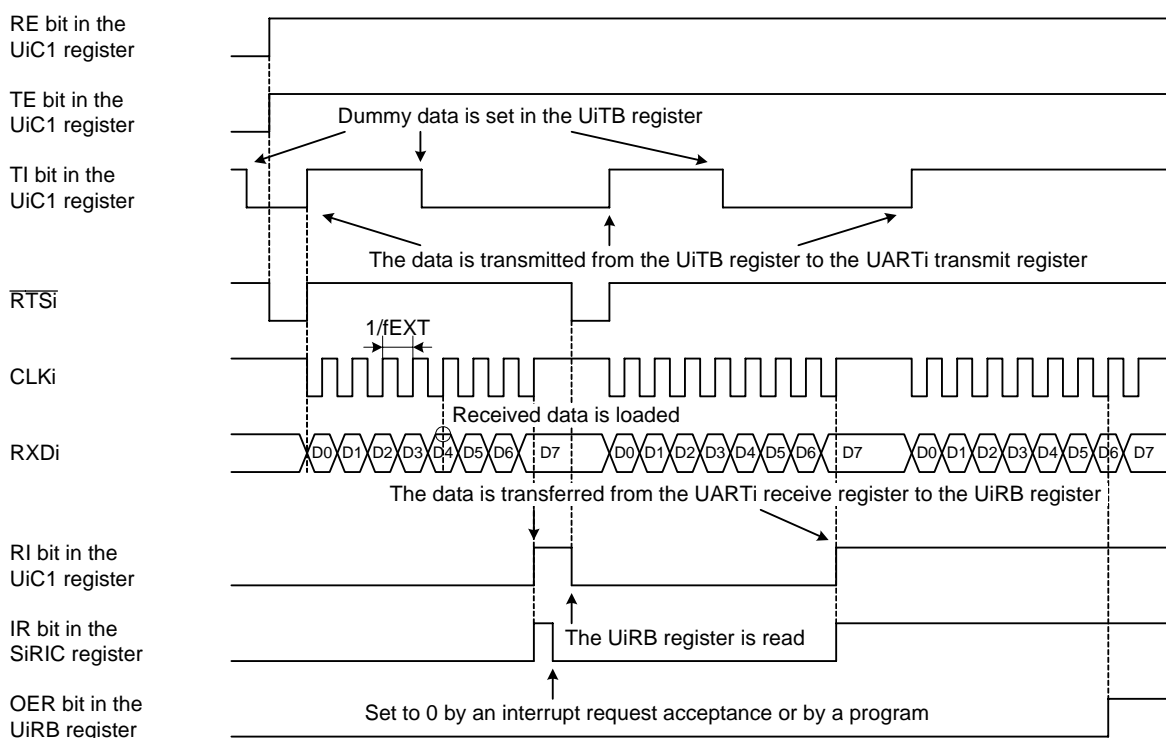 RE bit in the
UiC1 register
TE bit in the
UiC1 register
Dummy data is set in the UiTB register
TI bit in the
UiC1 register
The data is transmitted from the UiTB register to the UARTi transmit register
RTSi
1/fEXT
CLKi
Received data is loaded
RXDi
D0 D1 D2 D3 D4 D5 D6 D7 D0 D1 D2 D3 D4 D5 D6 D7 D0 D1 D2 D3 D4 D5 D6 D7
The data is transferred from the UARTi receive register to the UiRB register
RI bit in the
UiC1 register
The UiRB register is read
IR bit in the
SiRIC register
Set to 0 by an interrupt request acceptance or by a program
OER bit in the
UiRB register